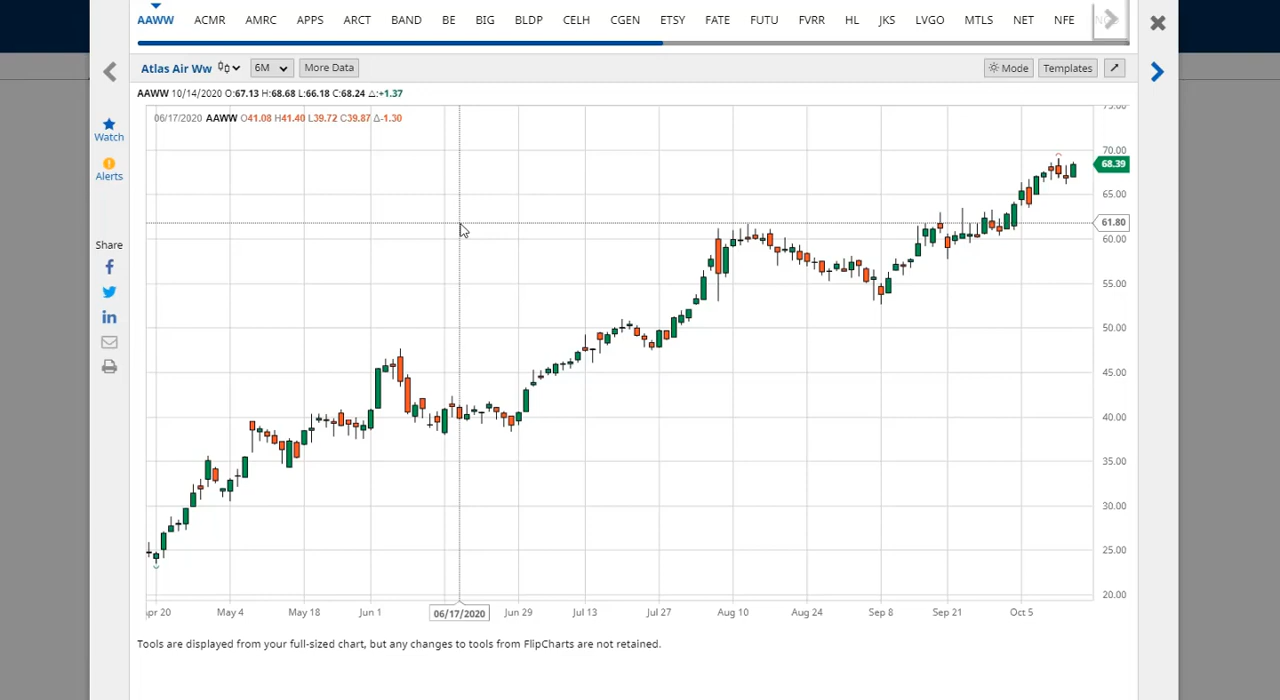 AAWW ACMR AMRC APPS ARCT BAND BE BIG BLDP CELH CGEN ETSY FATE FUTU FVRR HL JKS LVGO MTLS NET NFE
Atlas Air Ww 6M More Data Mode Templates
AAWW 10/14/2020 O:67.13 H:68.68 L:66.18 C:68.24 Δ:+1.37
06/17/2020 AAWW O41.08 H41.40 L39.72 C39.87 Δ-1.30
Watch
Alerts
Share
75.00
70.00
68.39
65.00
61.80
60.00
55.00
50.00
45.00
40.00
35.00
30.00
25.00
20.00
Apr 20 May 4 May 18 Jun 1 06/17/2020 Jun 29 Jul 13 Jul 27 Aug 10 Aug 24 Sep 8 Sep 21 Oct 5
Tools are displayed from your full-sized chart, but any changes to tools from FlipCharts are not retained.